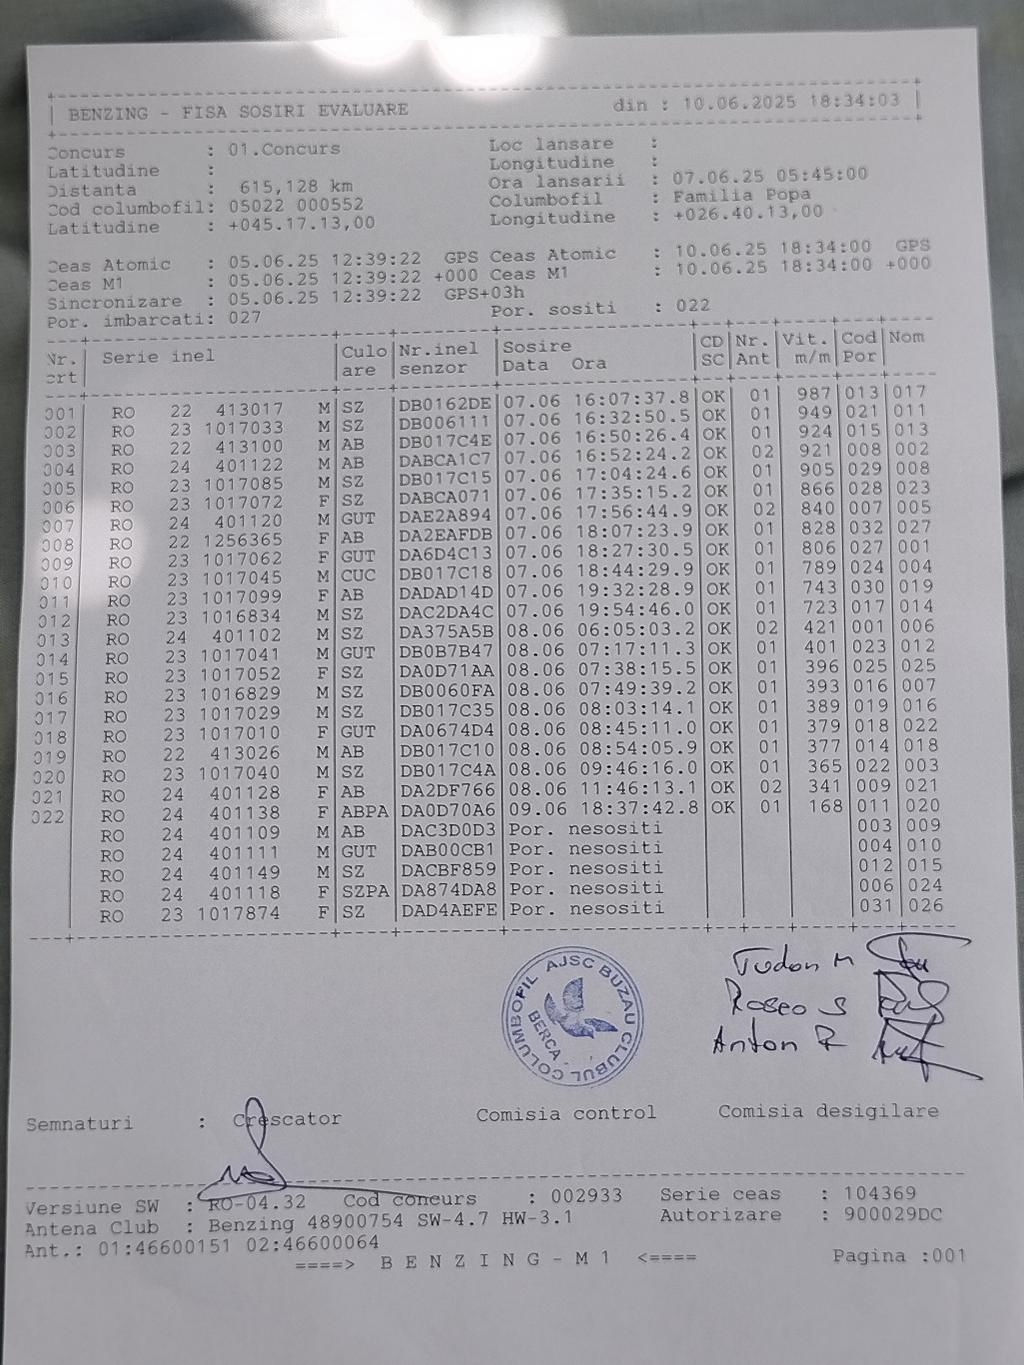 BENZING - FISA SOSIRI EVALUARE din : 10.06.2025 18:34:03
Concurs : 01.Concurs Loc lansare :
Latitudine : Longitudine :
Distanta : 615,128 km Ora lansarii : 07.06.25 05:45:00
Cod columbofil: 05022 000552 Columbofil : Familia Popa
Latitudine : +045.17.13,00 Longitudine : +026.40.13,00
Ceas Atomic : 05.06.25 12:39:22 GPS Ceas Atomic : 10.06.25 18:34:00 GPS
Ceas M1 : 05.06.25 12:39:22 +000 Ceas M1 : 10.06.25 18:34:00 +000
Sincronizare : 05.06.25 12:39:22 GPS+03h
Por. imbarcati: 027 Por. sositi : 022
Nr. Serie inel Culo Nr.inel Sosire CD Nr. Vit. Cod Nom
crt are senzor Data Ora SC Ant m/m Por
001 RO 22 413017 M SZ DB0162DE 07.06 16:07:37.8 OK 01 987 013 017
002 RO 23 1017033 M SZ DB006111 07.06 16:32:50.5 OK 01 949 021 011
003 RO 22 413100 M AB DB017C4E 07.06 16:50:26.4 OK 01 924 015 013
004 RO 24 401122 M AB DABCA1C7 07.06 16:52:24.2 OK 02 921 008 002
005 RO 23 1017085 M SZ DB017C15 07.06 17:04:24.6 OK 01 905 029 008
006 RO 23 1017072 F SZ DABCA071 07.06 17:35:15.2 OK 01 866 028 023
007 RO 24 401120 M GUT DAE2A894 07.06 17:56:44.9 OK 02 840 007 005
008 RO 22 1256365 F AB DA2EAFDB 07.06 18:07:23.9 OK 01 828 032 027
009 RO 23 1017062 F GUT DA6D4C13 07.06 18:27:30.5 OK 01 806 027 001
010 RO 23 1017045 M CUC DB017C18 07.06 18:44:29.9 OK 01 789 024 004
011 RO 23 1017099 F AB DADAD14D 07.06 19:32:28.9 OK 01 743 030 019
012 RO 23 1016834 M SZ DAC2DA4C 07.06 19:54:46.0 OK 01 723 017 014
013 RO 24 401102 M SZ DA375A5B 08.06 06:05:03.2 OK 02 421 001 006
014 RO 23 1017041 M GUT DB0B7B47 08.06 07:17:11.3 OK 01 401 023 012
015 RO 23 1017052 F SZ DA0D71AA 08.06 07:38:15.5 OK 01 396 025 025
016 RO 23 1016829 M SZ DB0060FA 08.06 07:49:39.2 OK 01 393 016 007
017 RO 23 1017029 M SZ DB017C35 08.06 08:03:14.1 OK 01 389 019 016
018 RO 23 1017010 F GUT DA0674D4 08.06 08:45:11.0 OK 01 379 018 022
019 RO 22 413026 M AB DB017C10 08.06 08:54:05.9 OK 01 377 014 018
020 RO 23 1017040 M SZ DB017C4A 08.06 09:46:16.0 OK 01 365 022 003
021 RO 24 401128 F AB DA2DF766 08.06 11:46:13.1 OK 02 341 009 021
022 RO 24 401138 F ABPA DA0D70A6 09.06 18:37:42.8 OK 01 168 011 020
RO 24 401109 M AB DAC3D0D3 Por. nesositi 003 009
RO 24 401111 M GUT DAB00CB1 Por. nesositi 004 010
RO 24 401149 M SZ DACBF859 Por. nesositi 012 015
RO 24 401118 F SZPA DA874DA8 Por. nesositi 006 024
RO 23 1017874 F SZ DAD4AEFE Por. nesositi 031 026
AJSC BUZAU CLUBUL COLUMBOFIL
BERCA
Tudor M
Roseo S
Anton R
Semnaturi : Crescator Comisia control Comisia desigilare
Versiune SW : RO-04.32 Cod concurs : 002933 Serie ceas : 104369
Antena Club : Benzing 48900754 SW-4.7 HW-3.1 Autorizare : 900029DC
Ant.: 01:46600151 02:46600064
====> B E N Z I N G - M 1 <==== Pagina :001